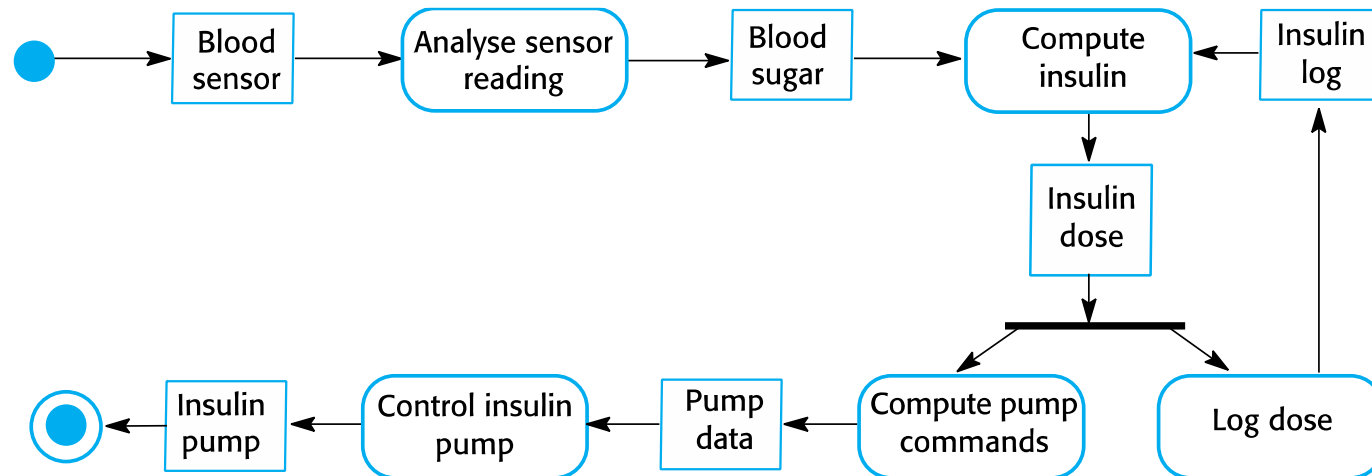 Blood
sensor
Analyse sensor
reading
Blood
sugar
Compute
insulin
Insulin
log
Insulin
dose
Insulin
pump
Control insulin
pump
Pump
data
Compute pump
commands
Log dose